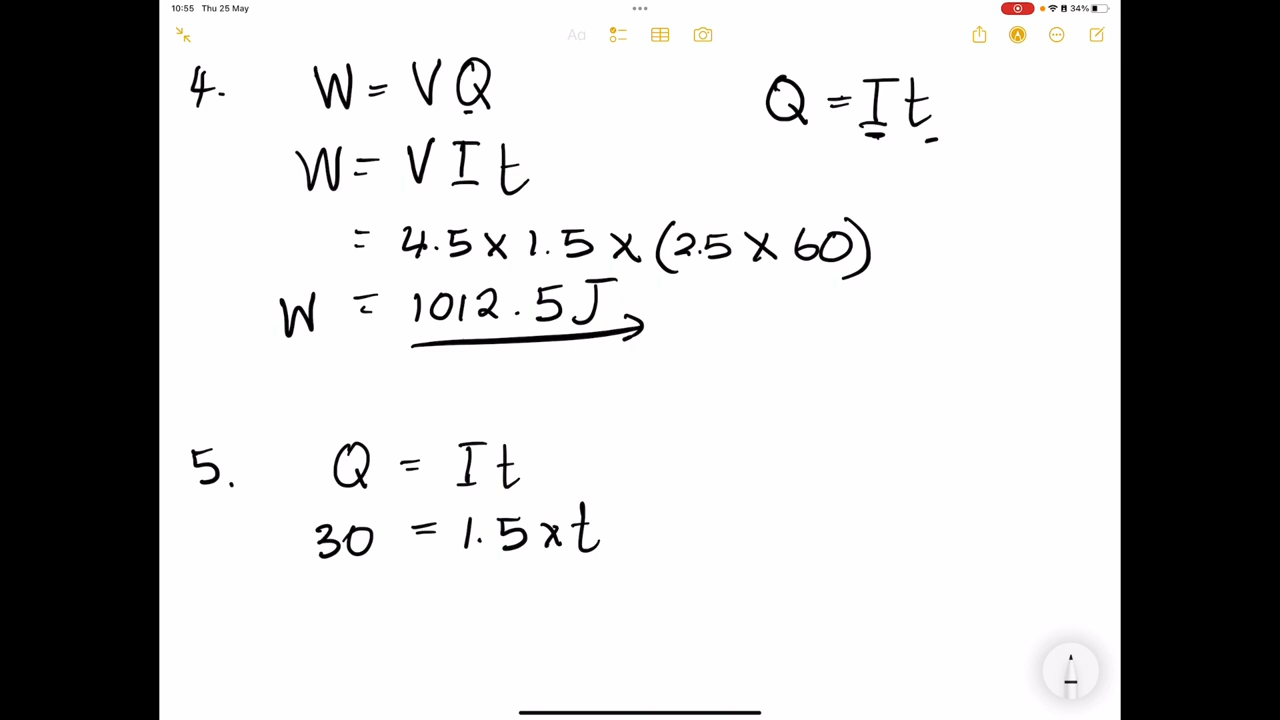 10:55 Thu 25 May
34%
Aa
4. W = VQ
Q = It
W = VIt
= 4.5 x 1.5 x (2.5 x 60)
W = 1012.5J
5. Q = It
30 = 1.5 x t